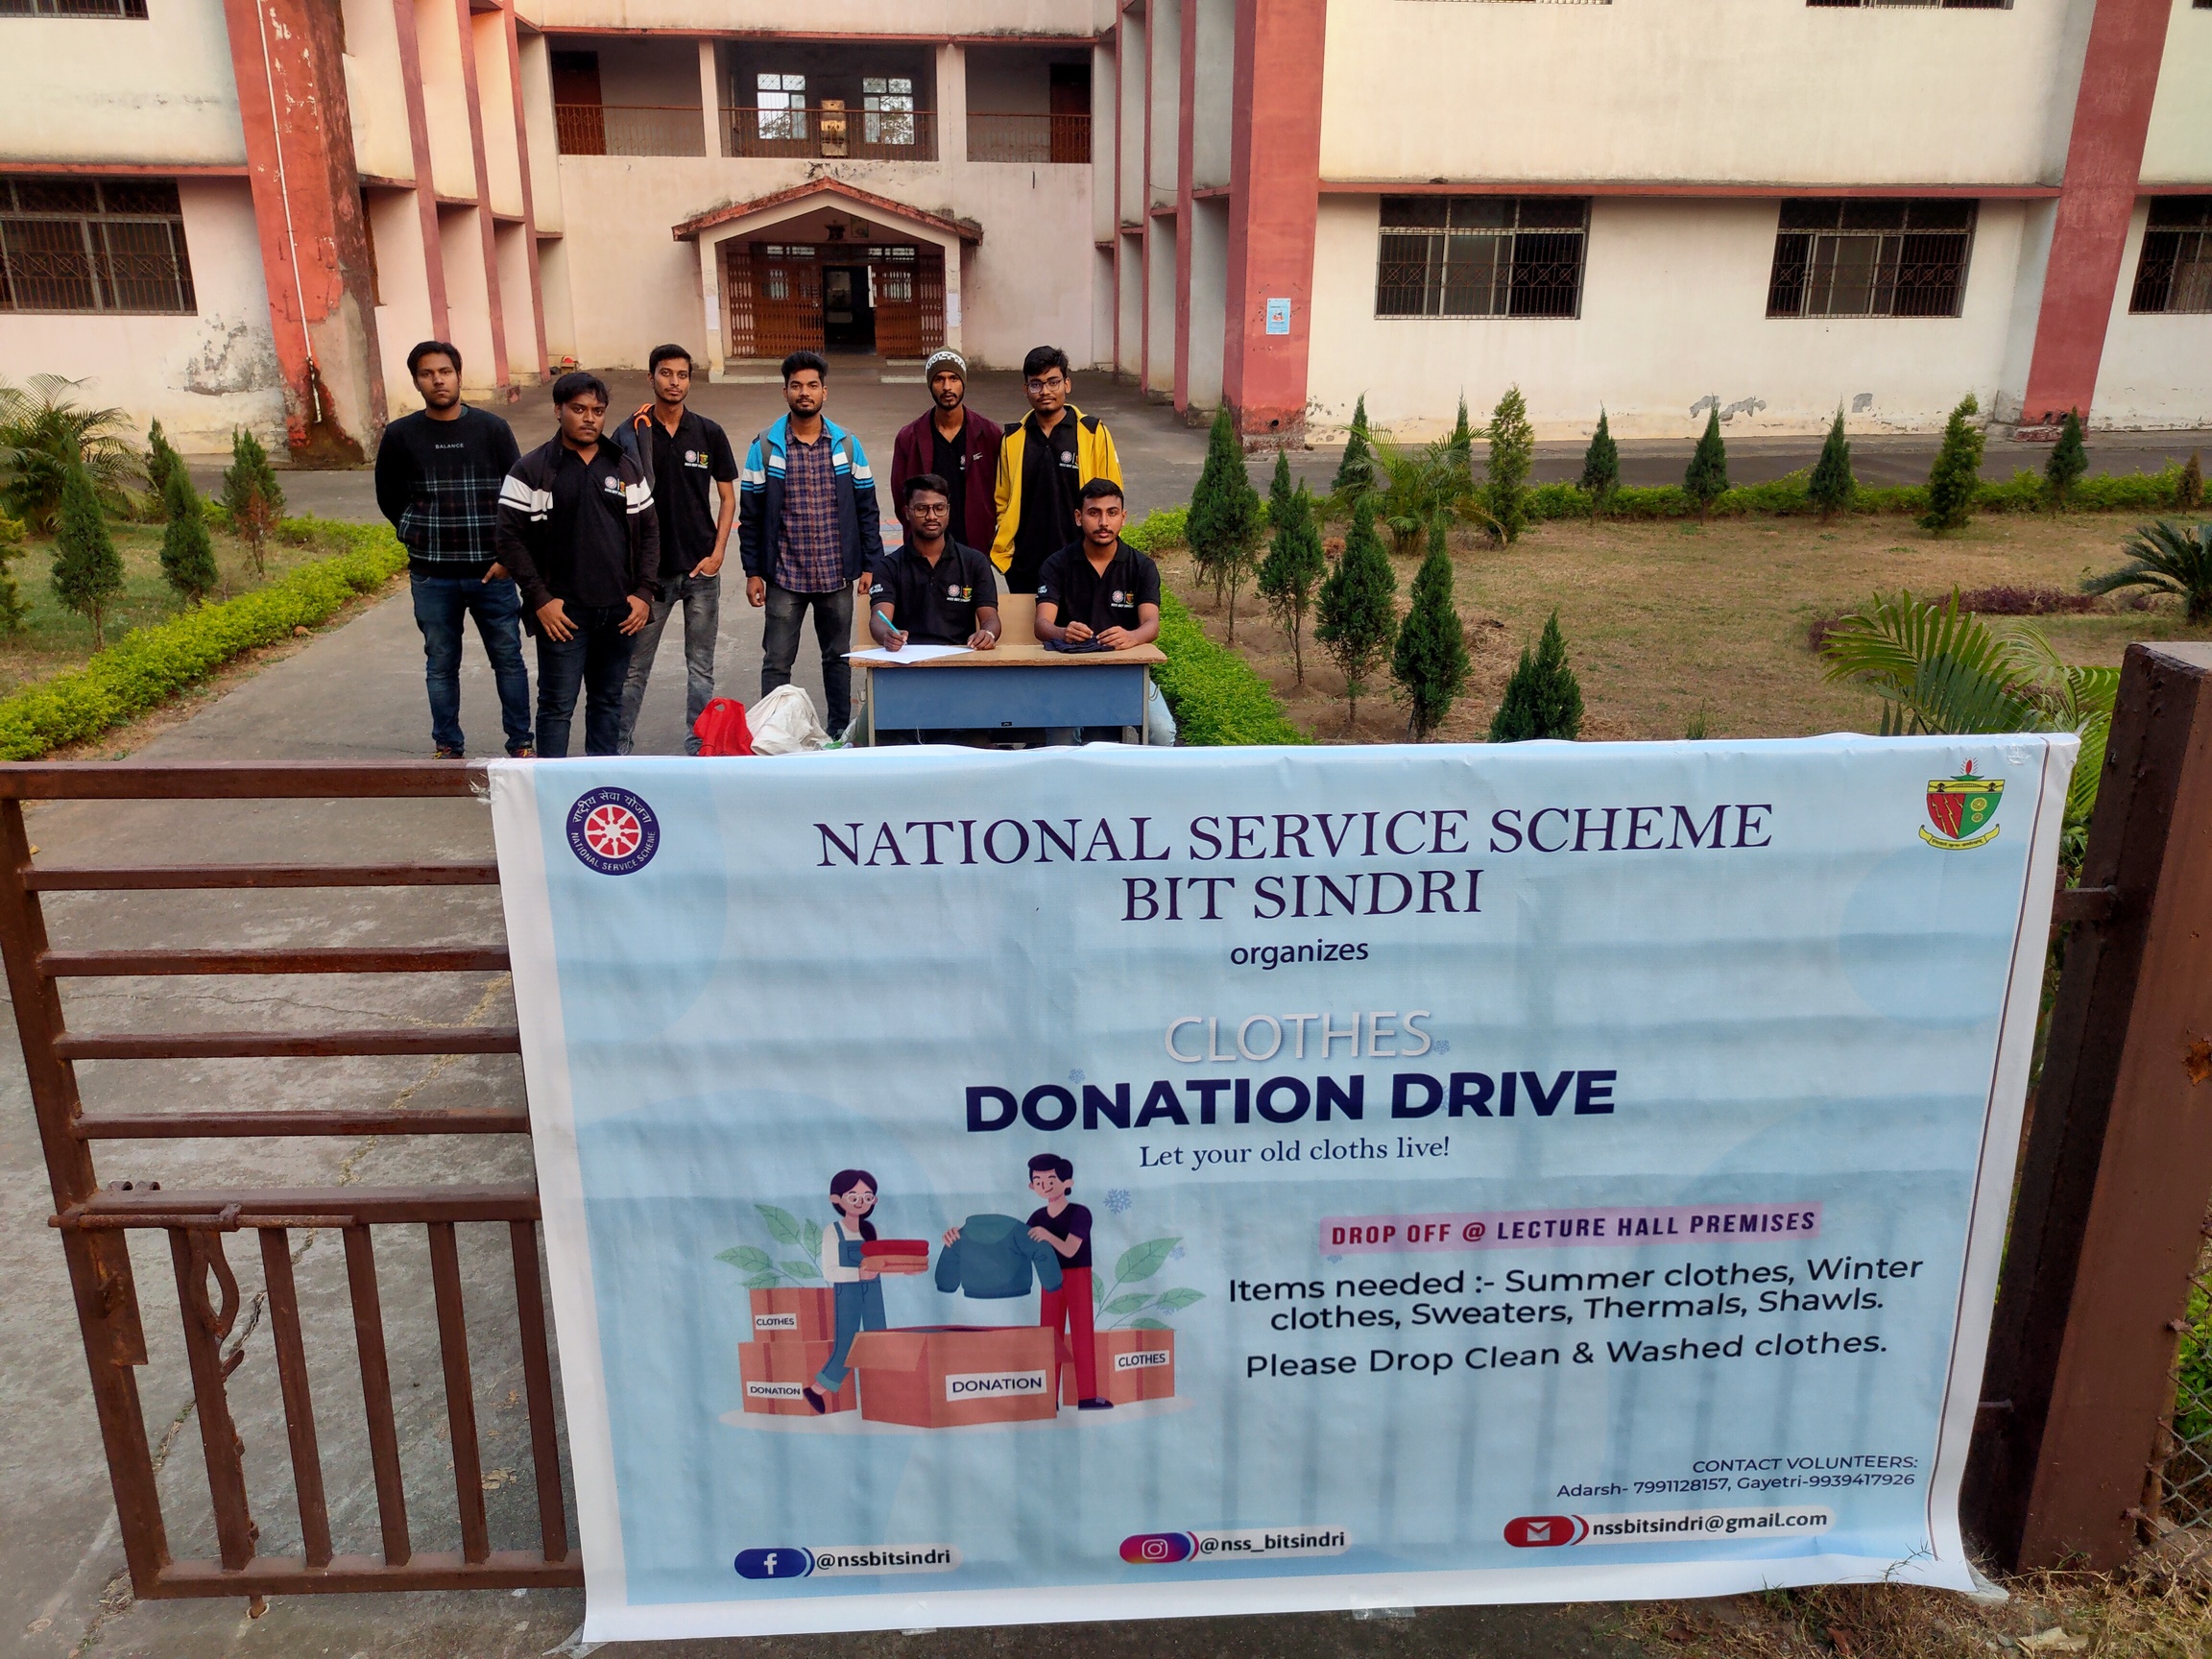 BALANCE
राष्ट्रीय सेवा योजना
NATIONAL SERVICE SCHEME
NATIONAL SERVICE SCHEME
BIT SINDRI
organizes
CLOTHES
DONATION DRIVE
Let your old cloths live!
DROP OFF @ LECTURE HALL PREMISES
Items needed :- Summer clothes, Winter
clothes, Sweaters, Thermals, Shawls.
Please Drop Clean & Washed clothes.
CLOTHES
DONATION
DONATION
CLOTHES
CONTACT VOLUNTEERS:
Adarsh- 7991128157, Gayetri-9939417926
@nssbitsindri
@nss_bitsindri
nssbitsindri@gmail.com